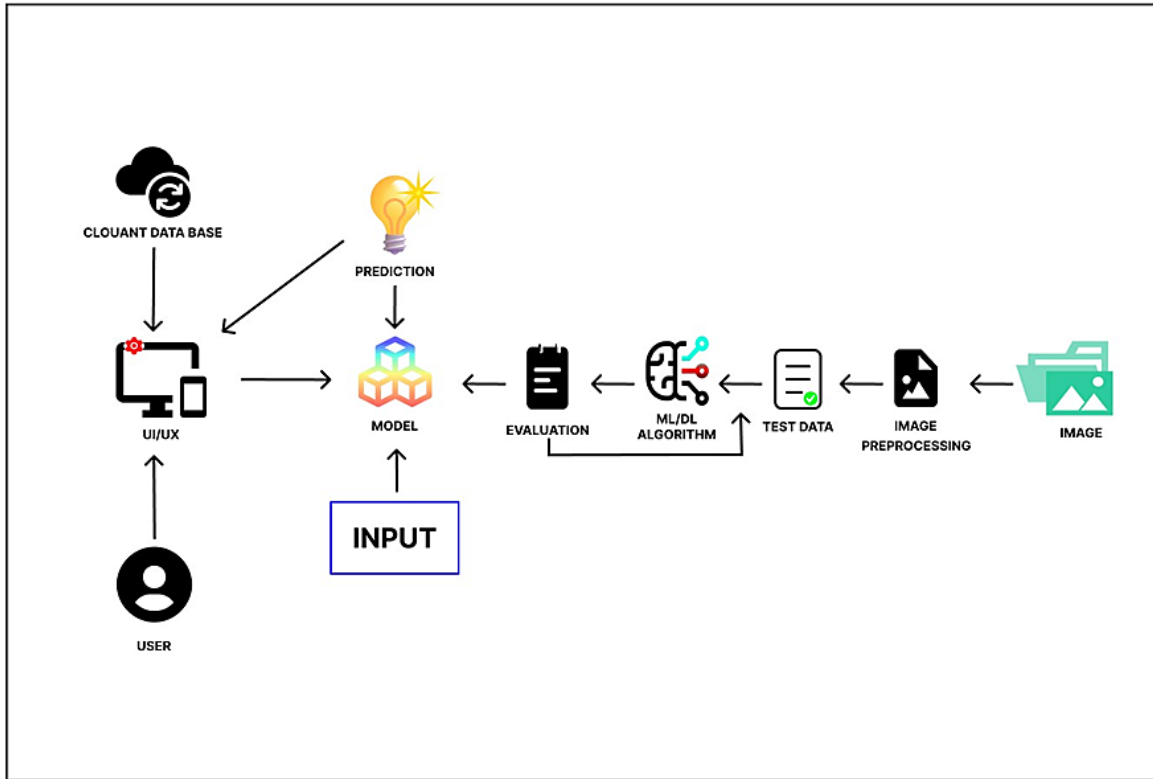 CLOUANT DATA BASE
PREDICTION
UI/UX
MODEL
EVALUATION
ML/DL
ALGORITHM
TEST DATA
IMAGE
PREPROCESSING
IMAGE
INPUT
USER